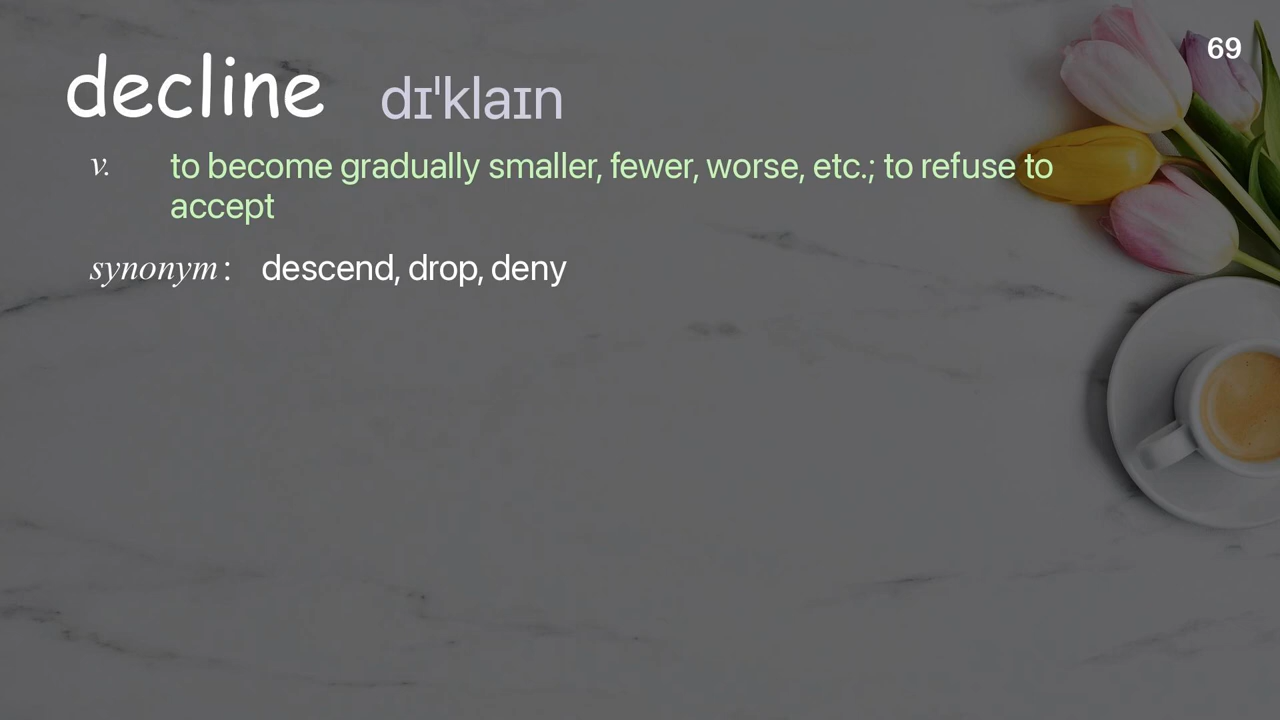 69
decline dɪ'klaɪn
v. to become gradually smaller, fewer, worse, etc.; to refuse to
accept
synonym: descend, drop, deny